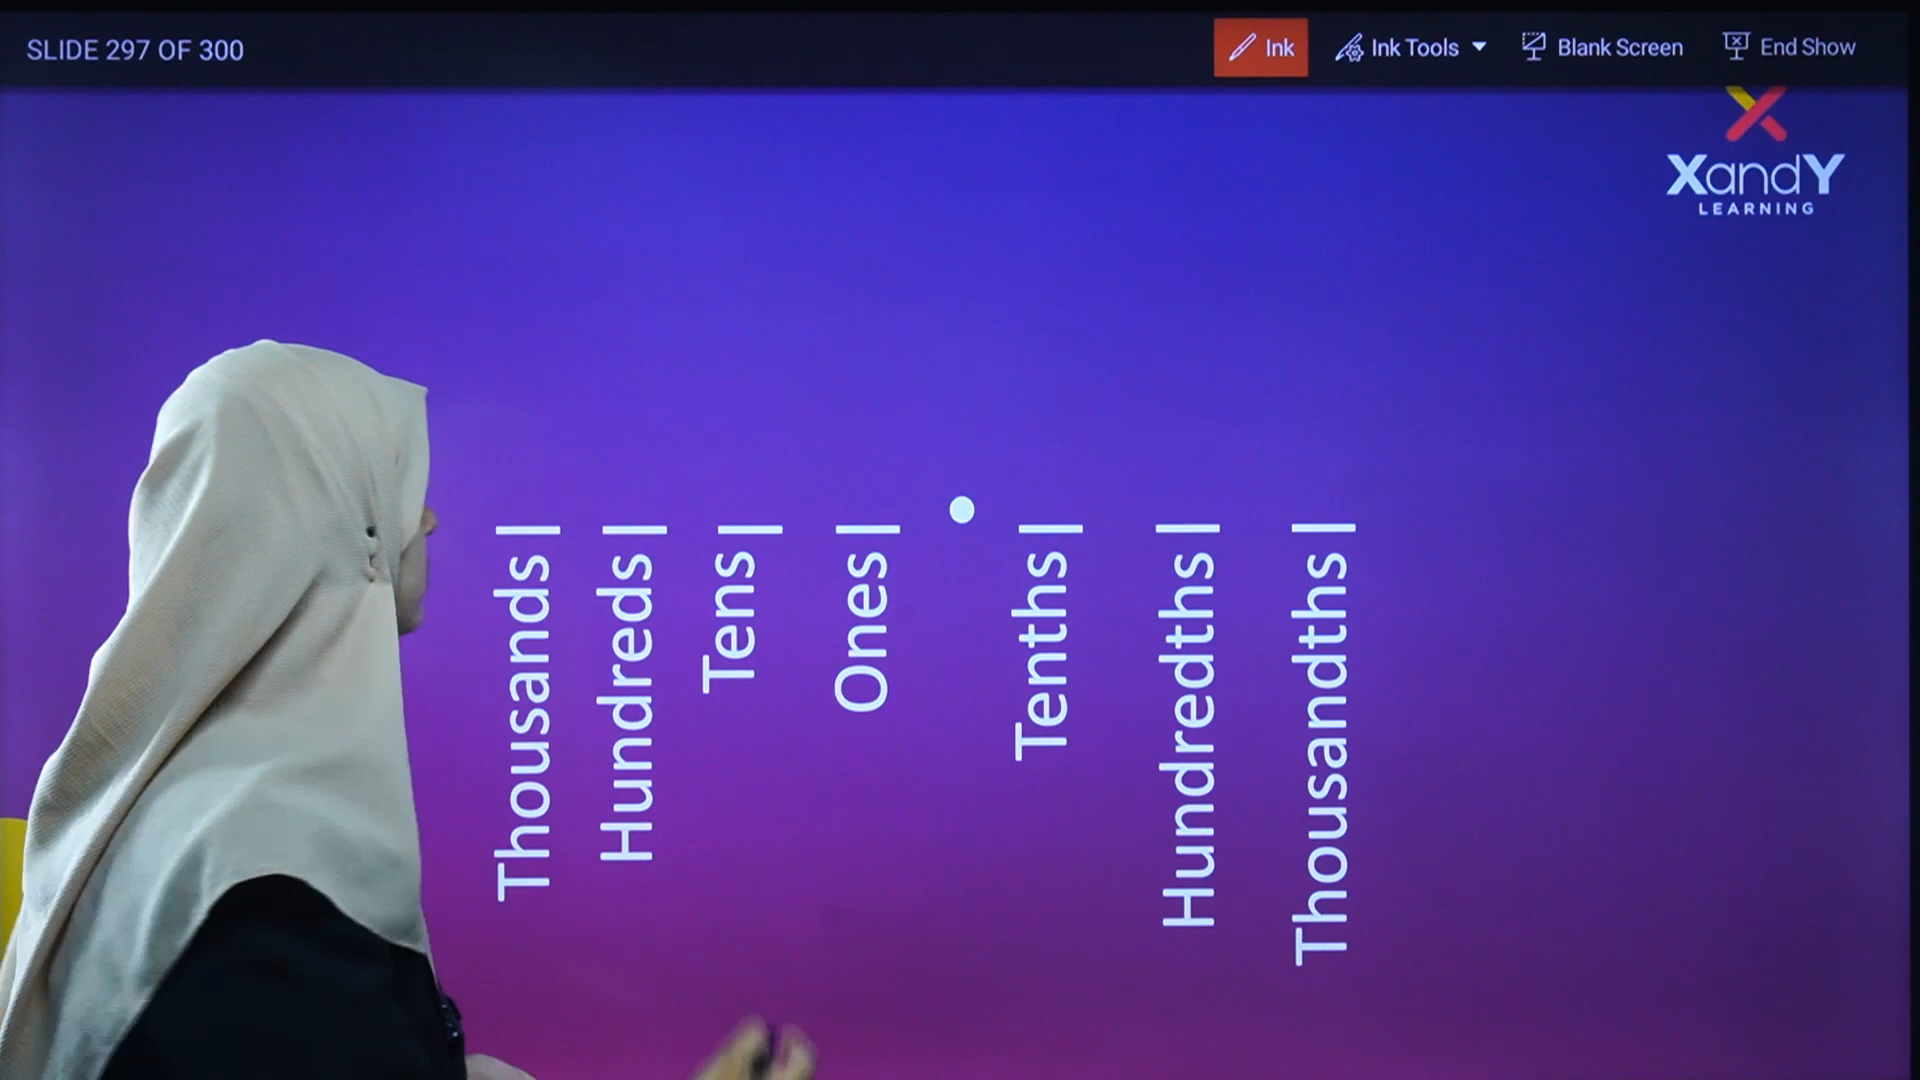 SLIDE 297 OF 300
Ink
Ink Tools
Blank Screen
End Show
XandY
LEARNING
Thousands
Hundreds
Tens
Ones
.
Tenths
Hundredths
Thousandths